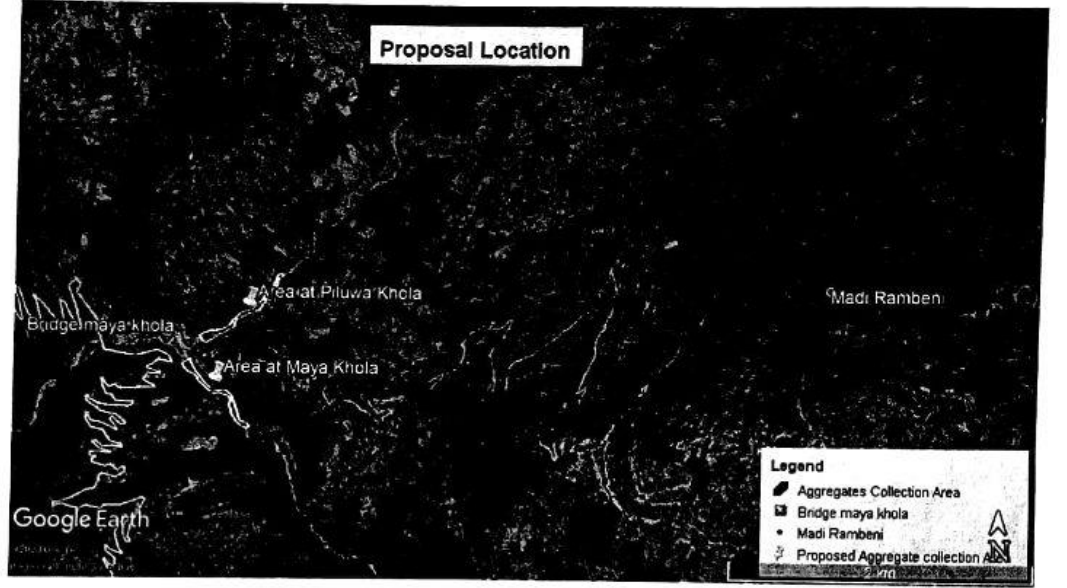 Proposal Location
Area at Piluwa Khola
Madi Rambeni
Bridge maya khola
Area at Maya Khola
Legend
Aggregates Collection Area
Bridge maya khola
Madi Rambeni
Proposed Aggregate collection
N
Google Earth
2 km